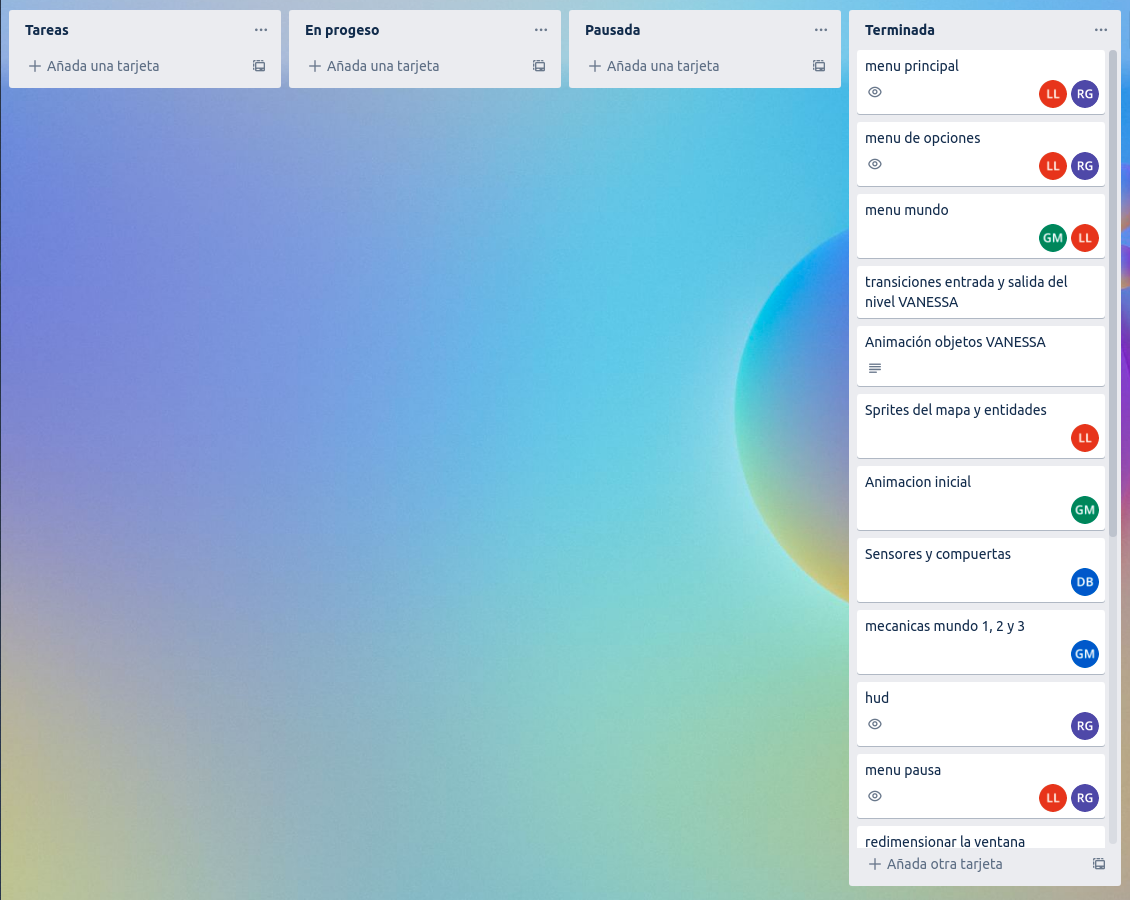 Tareas
Añada una tarjeta
En progeso
Añada una tarjeta
Pausada
Añada una tarjeta
Terminada
menu principal
LL RG
menu de opciones
LL RG
menu mundo
GM LL
transiciones entrada y salida del
nivel VANESSA
Animación objetos VANESSA
Sprites del mapa y entidades
LL
Animacion inicial
GM
Sensores y compuertas
DB
mecanicas mundo 1, 2 y 3
GM
hud
RG
menu pausa
LL RG
redimensionar la ventana
Añada otra tarjeta